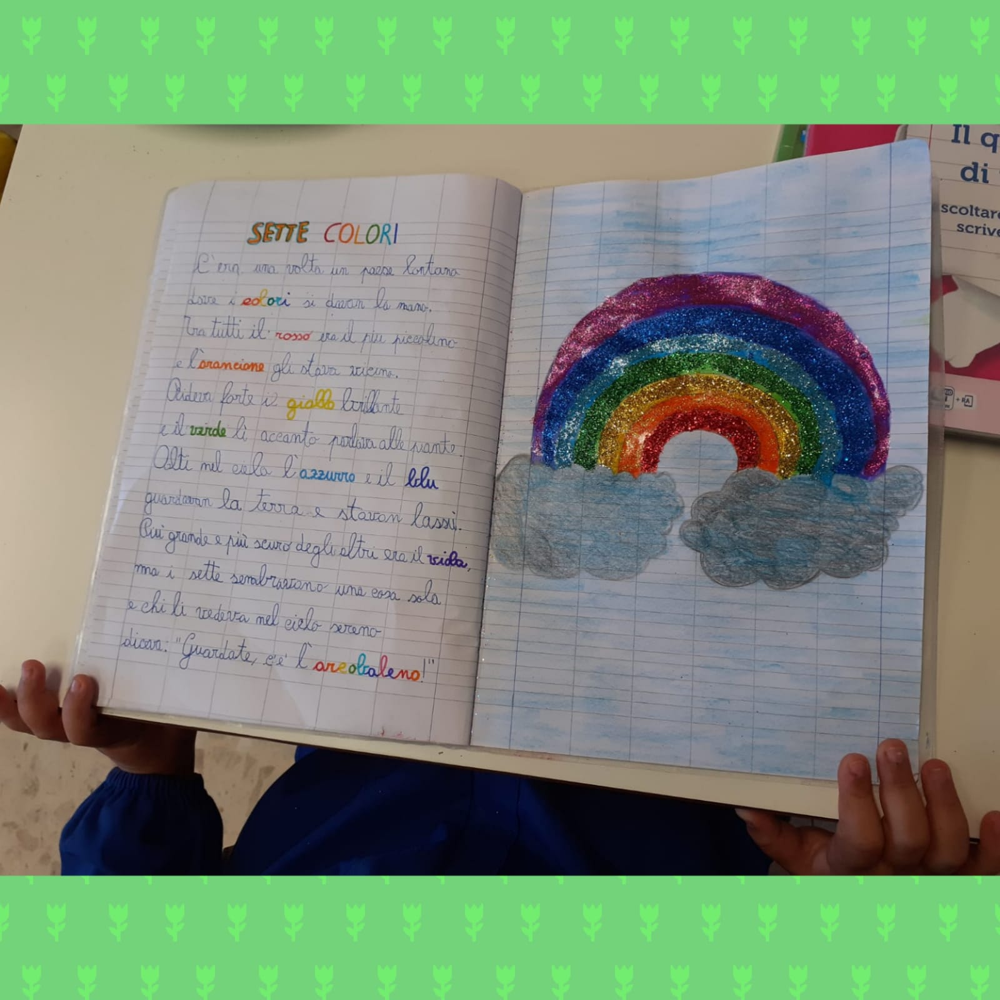 SETTE COLORI
C'era una volta un paese lontano
dove i colori si davan la mano.
Tra tutti il rosso era il più piccolino
e l'arancione gli stava vicino.
Rideva forte il giallo brillante
e il verde lì accanto parlava alle piante.
Alti nel cielo l'azzurro e il blu
guardavan la terra e stavan lassù.
Più grande e più scuro degli altri era il viola,
ma i sette sembravano una cosa sola
e chi li vedeva nel cielo sereno
diceva: "Guardate, c'è l'arcobaleno!"
Il q
di
scoltare
scrive
+ RA